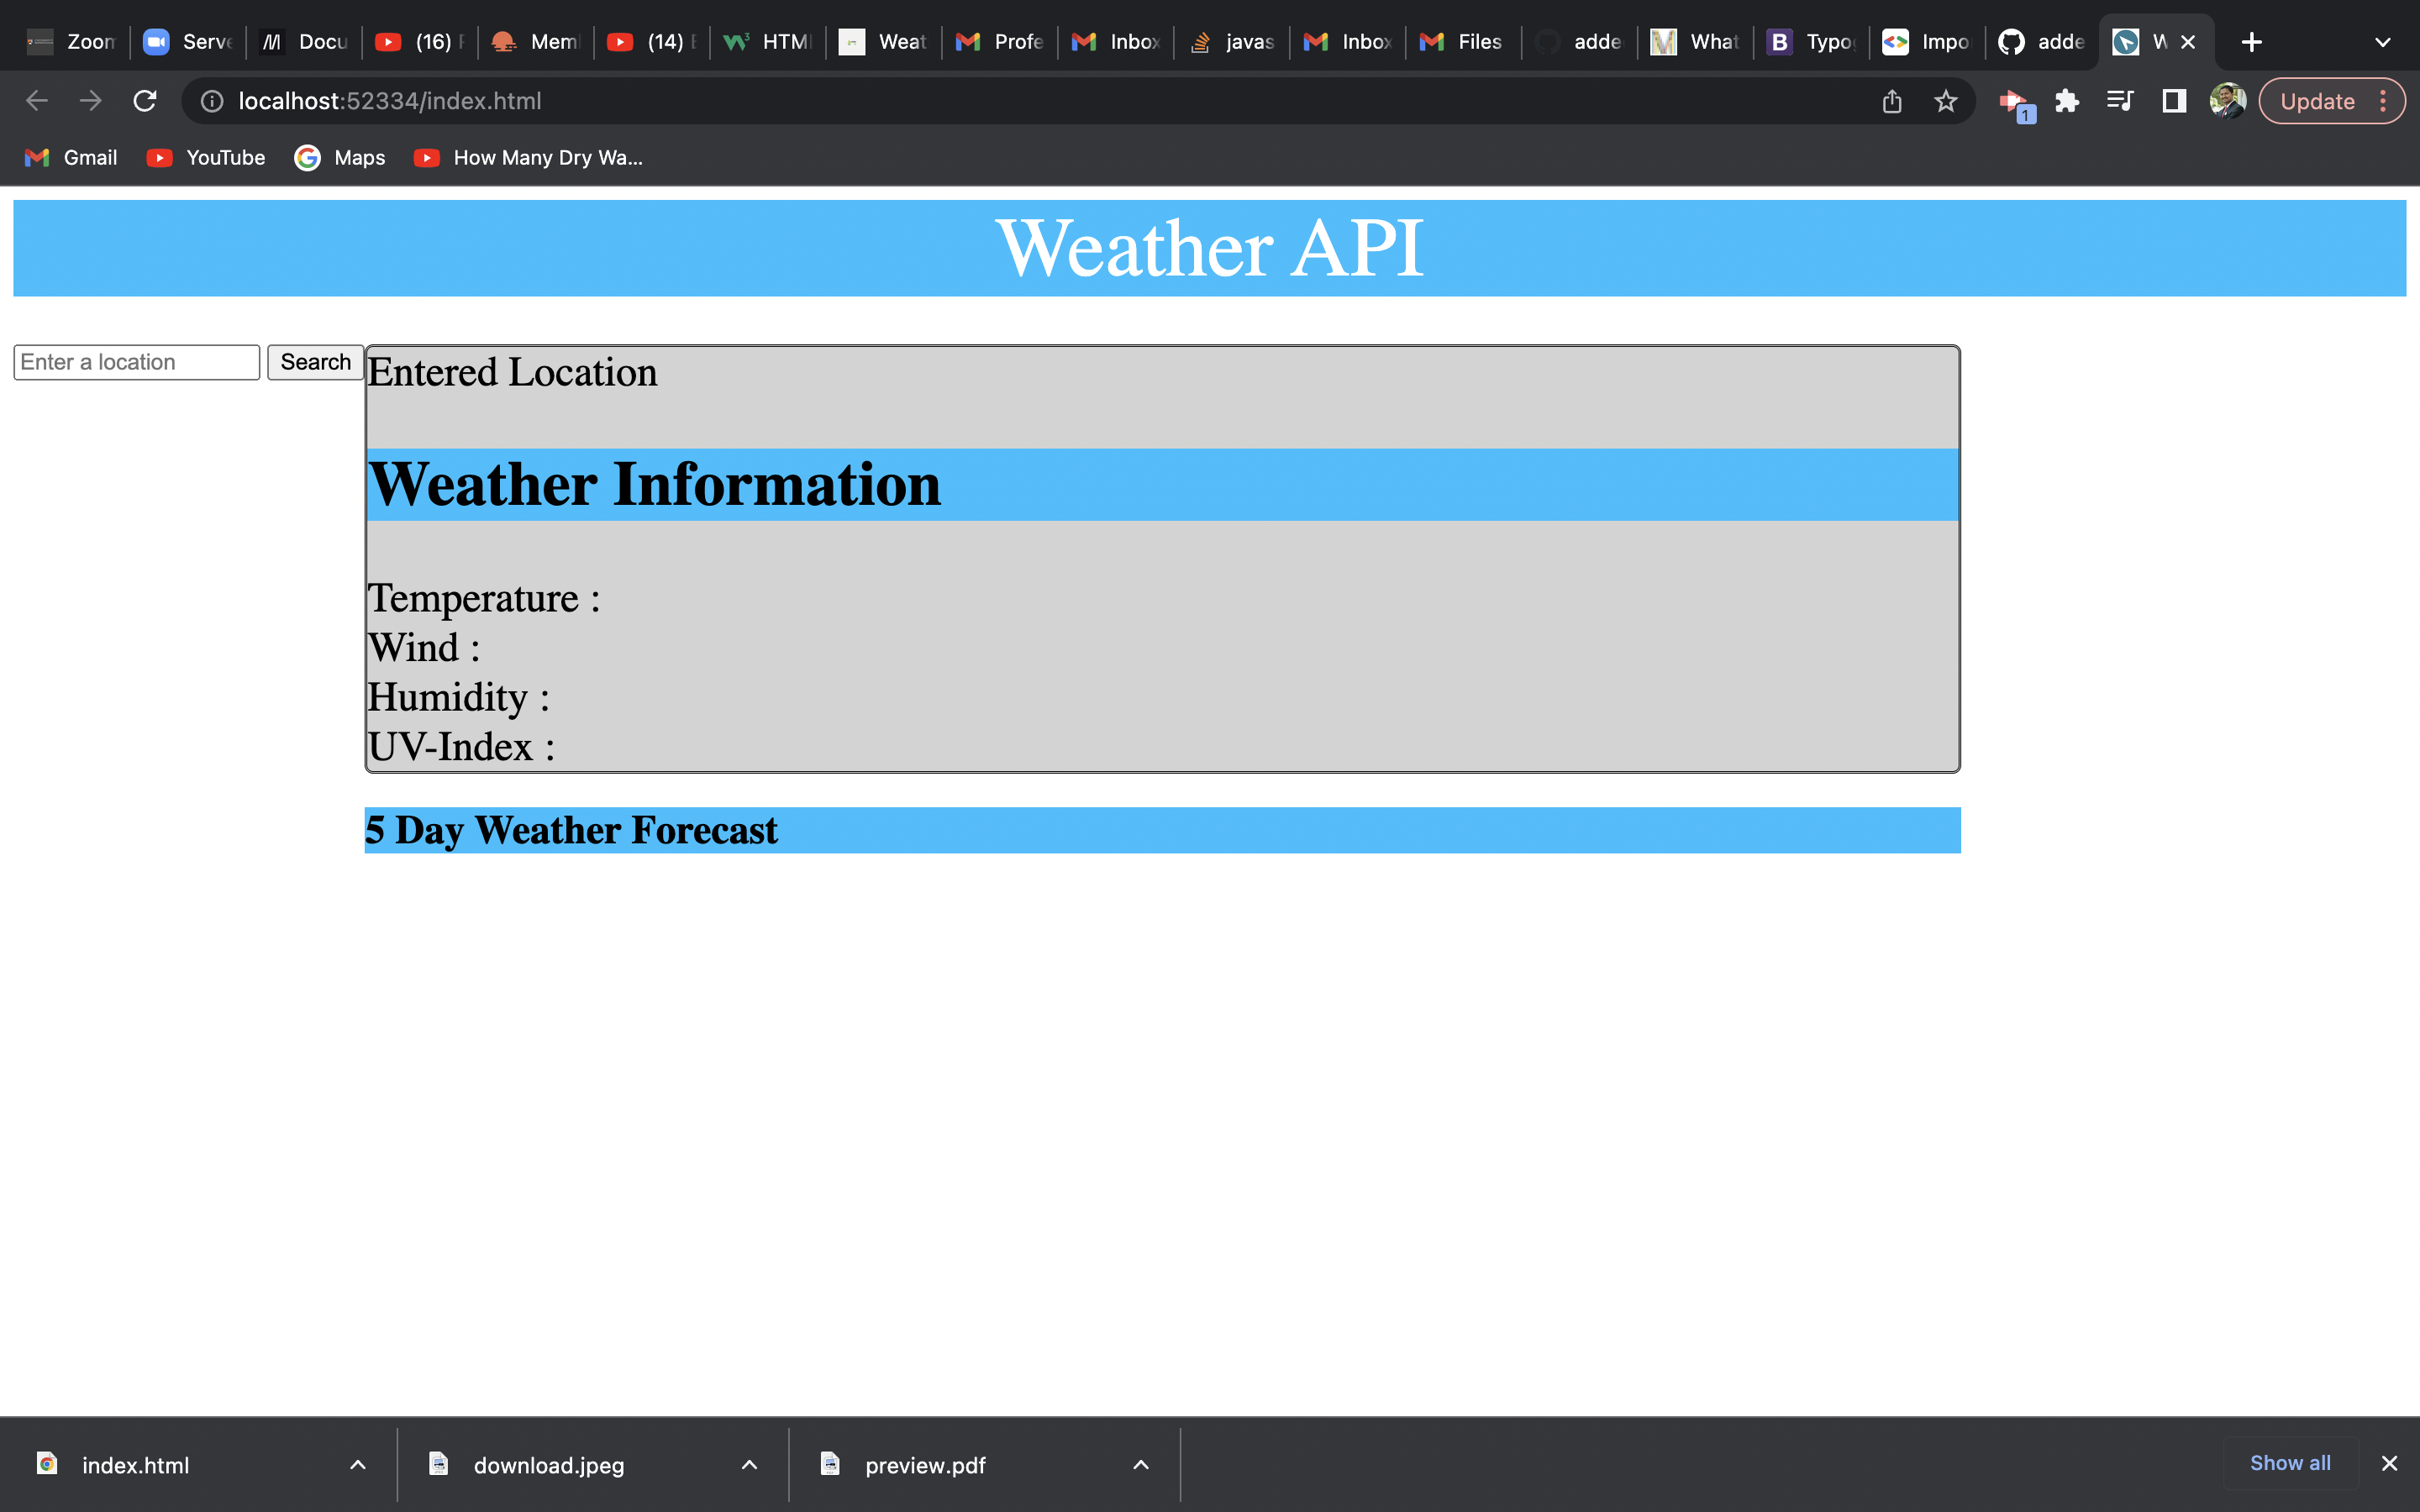 Zoom Serve Docu (16) Mem (14) HTML Weat Profe Inbox javas Inbox Files adde What Typo Impo adde W
localhost:52334/index.html
1
Update
Gmail YouTube Maps How Many Dry Wa...
Weather API
Enter a location Search
Entered Location
Weather Information
Temperature :
Wind :
Humidity :
UV-Index :
5 Day Weather Forecast
index.html download.jpeg preview.pdf Show all